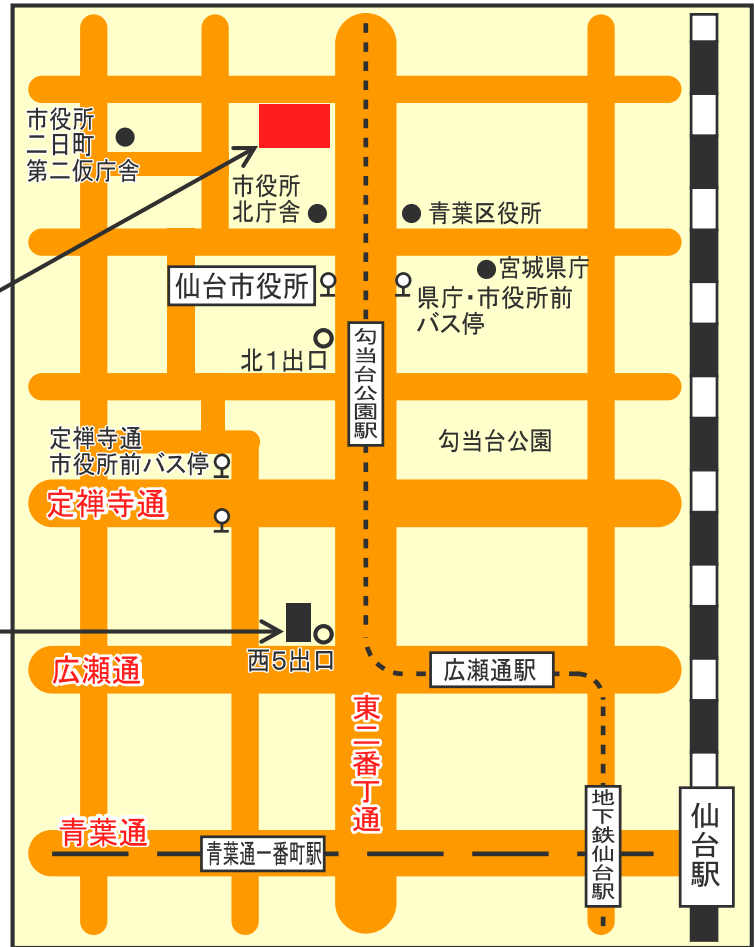 市役所
二日町
第二仮庁舎
市役所
北庁舎
青葉区役所
宮城県庁
仙台市役所
県庁・市役所前
バス停
勾当台公園駅
北1出口
定禅寺通
市役所前バス停
勾当台公園
定禅寺通
西5出口
広瀬通
広瀬通駅
東二番丁通
青葉通
青葉通一番町駅
地下鉄仙台駅
仙台駅